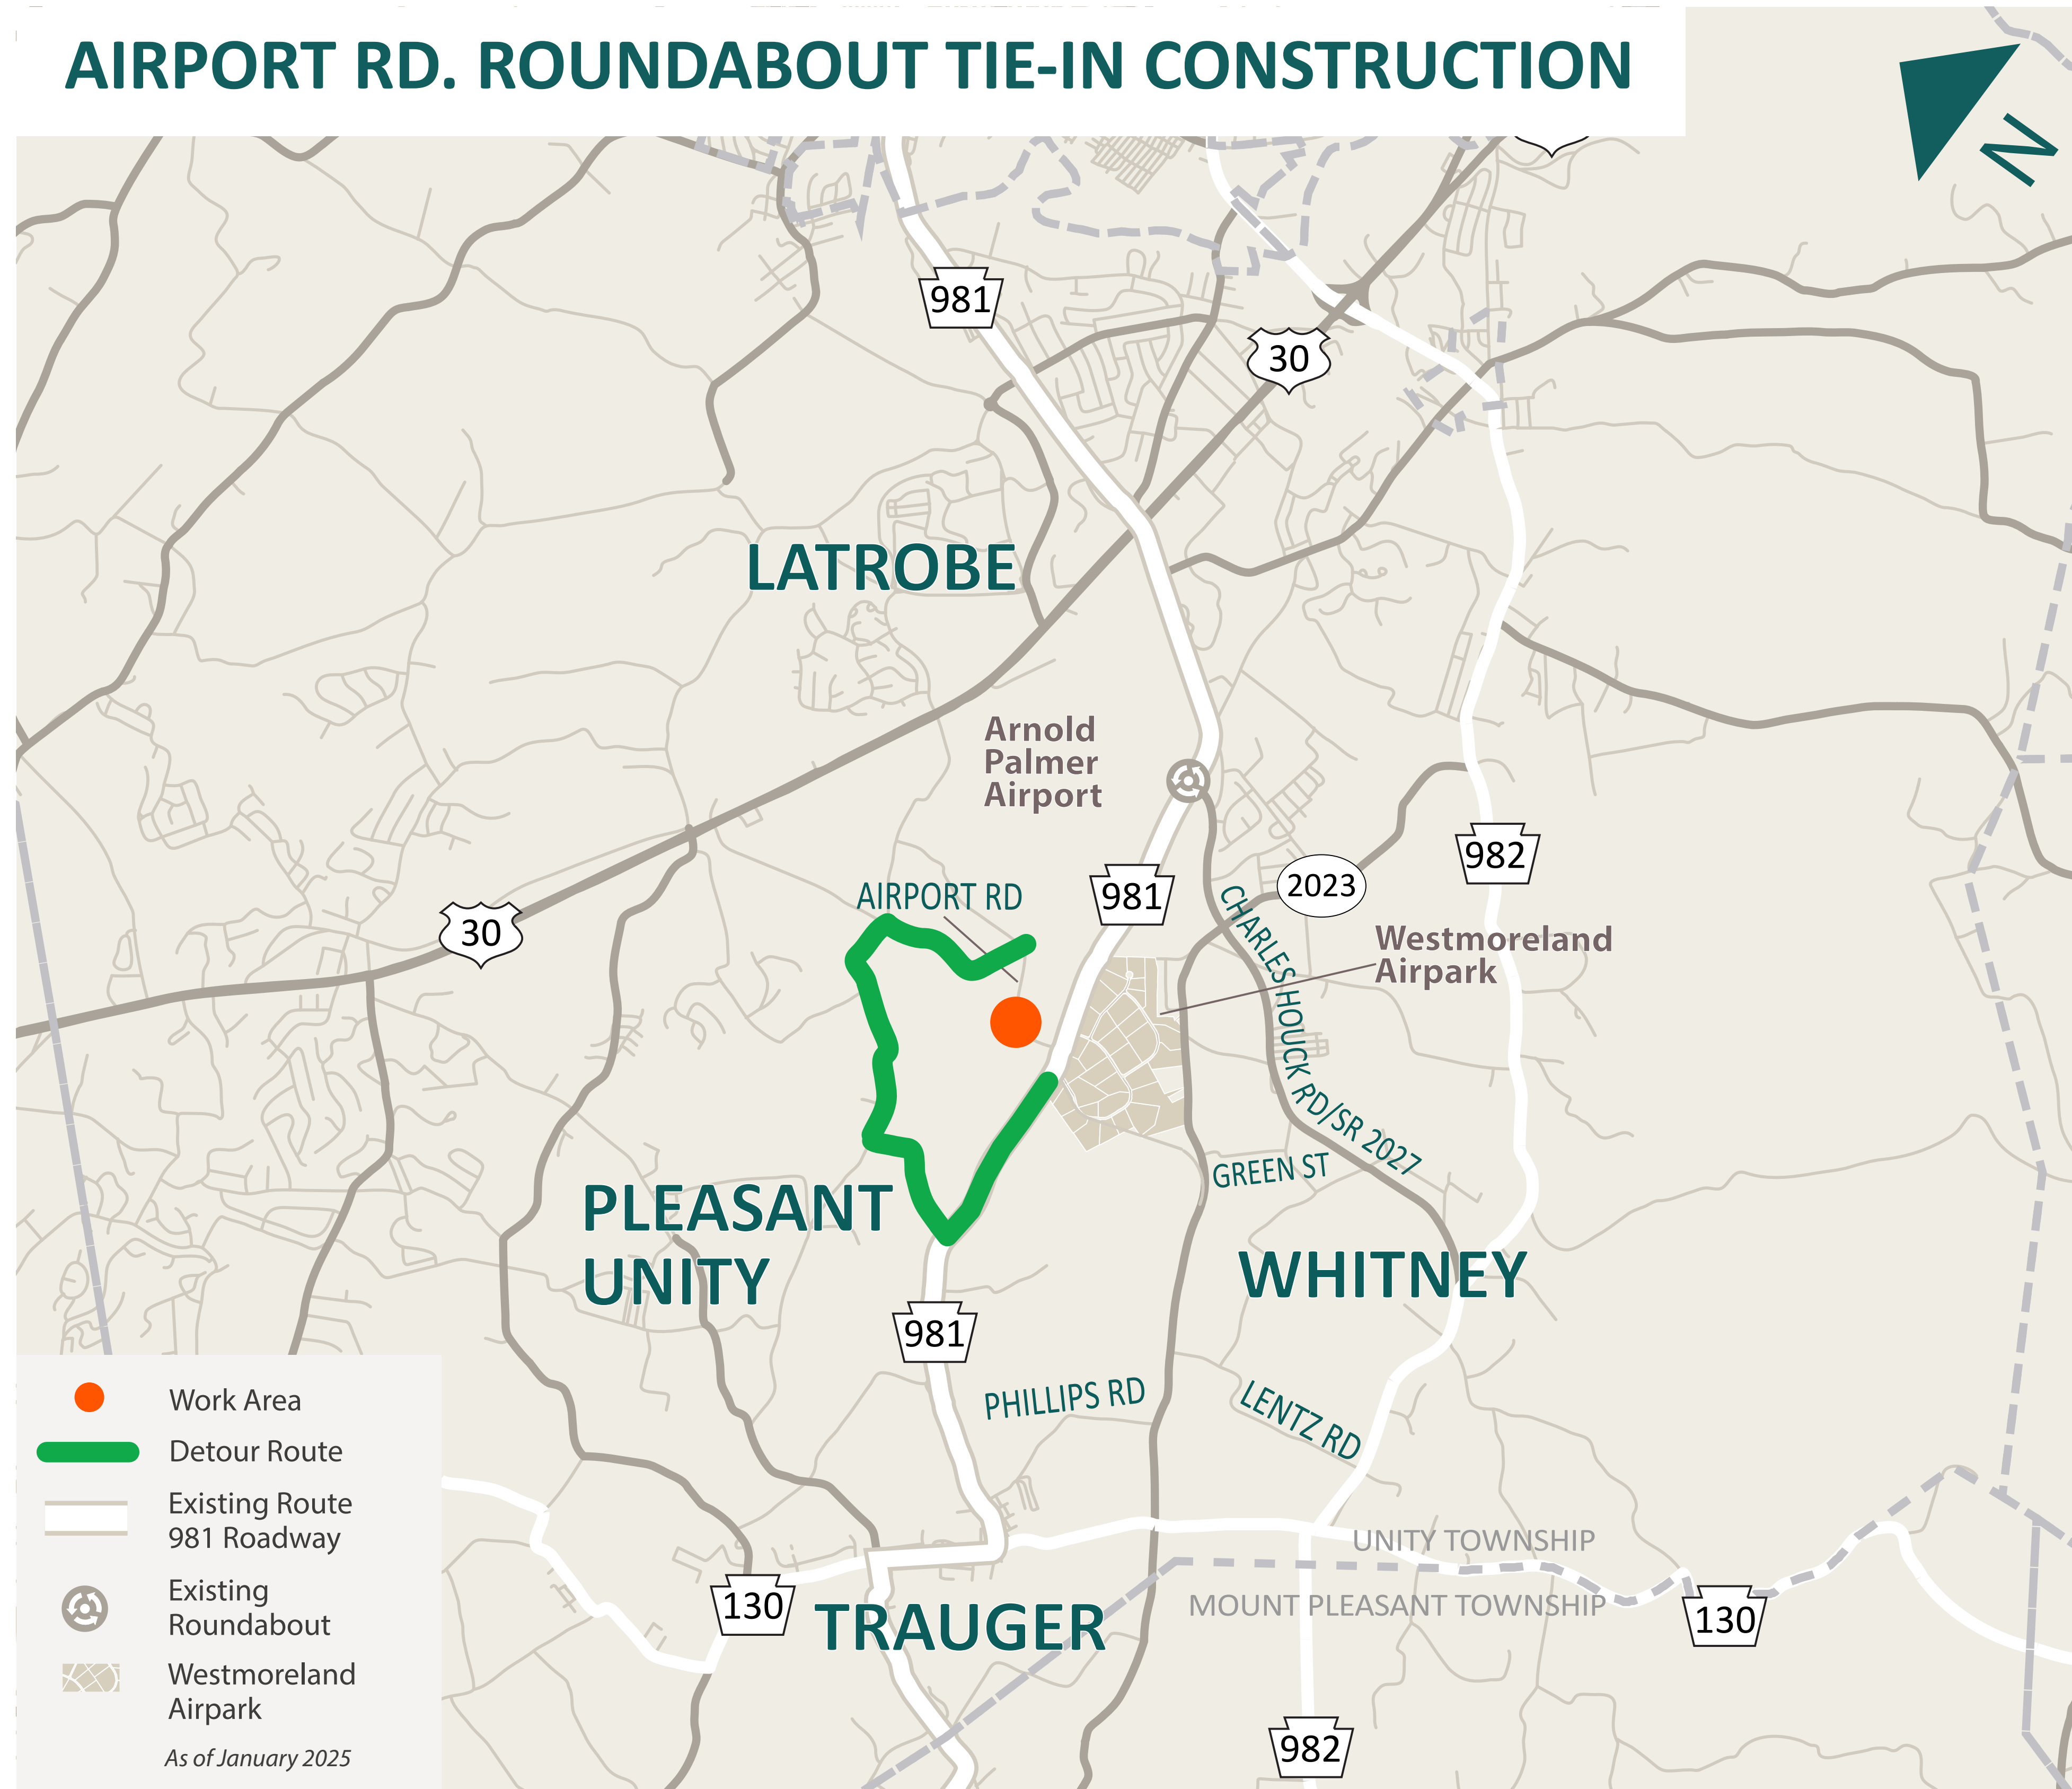 AIRPORT RD. ROUNDABOUT TIE-IN CONSTRUCTION
N
981
30
LATROBE
Arnold
Palmer
Airport
982
2023
981
AIRPORT RD
30
CHARLES HOUCK RD/SR 2027
Westmoreland
Airpark
GREEN ST
PLEASANT
UNITY
WHITNEY
981
PHILLIPS RD
LENTZ RD
UNITY TOWNSHIP
MOUNT PLEASANT TOWNSHIP
130
130
TRAUGER
982
Work Area
Detour Route
Existing Route
981 Roadway
Existing
Roundabout
Westmoreland
Airpark
As of January 2025